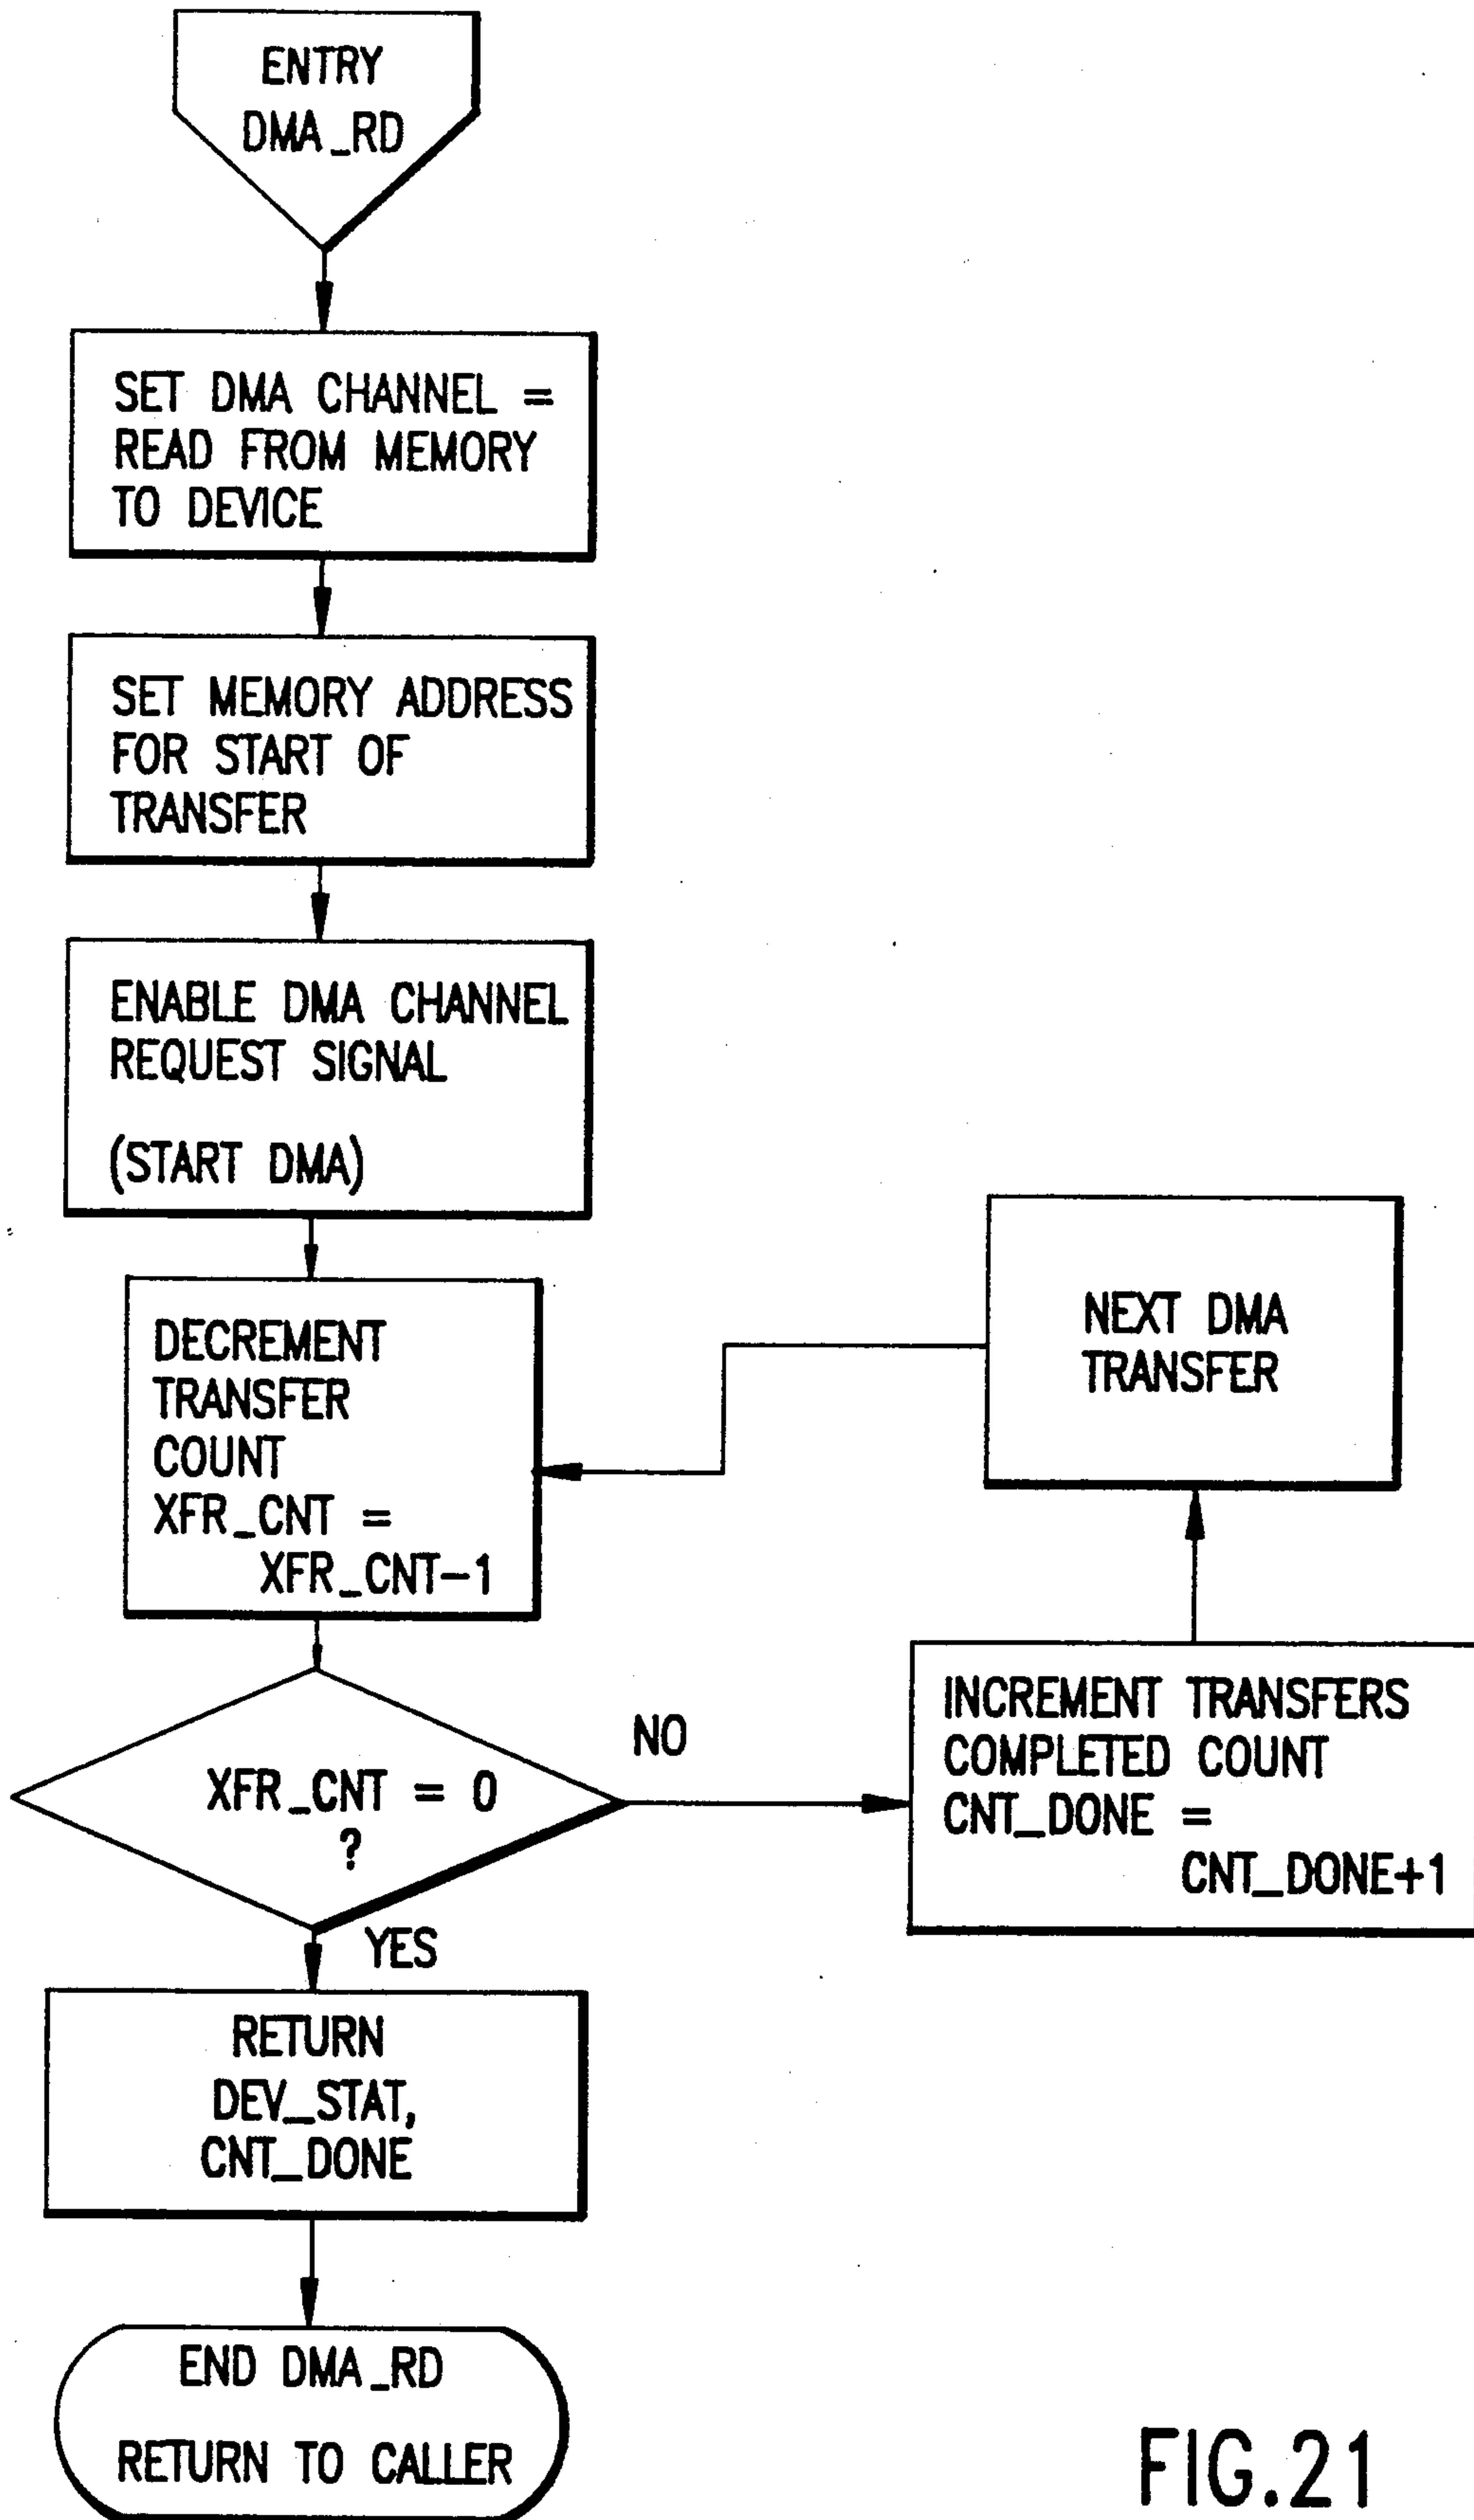 ENTRY
DMA_RD
SET DMA CHANNEL =
READ FROM MEMORY
TO DEVICE
SET MEMORY ADDRESS
FOR START OF
TRANSFER
ENABLE DMA CHANNEL
REQUEST SIGNAL
(START DMA)
DECREMENT
TRANSFER
COUNT
XFR_CNT =
XFR_CNT-1
NEXT DMA
TRANSFER
XFR_CNT = 0
?
NO
INCREMENT TRANSFERS
COMPLETED COUNT
CNT_DONE =
CNT_DONE+1
YES
RETURN
DEV_STAT,
CNT_DONE
END DMA_RD
RETURN TO CALLER
FIG.21